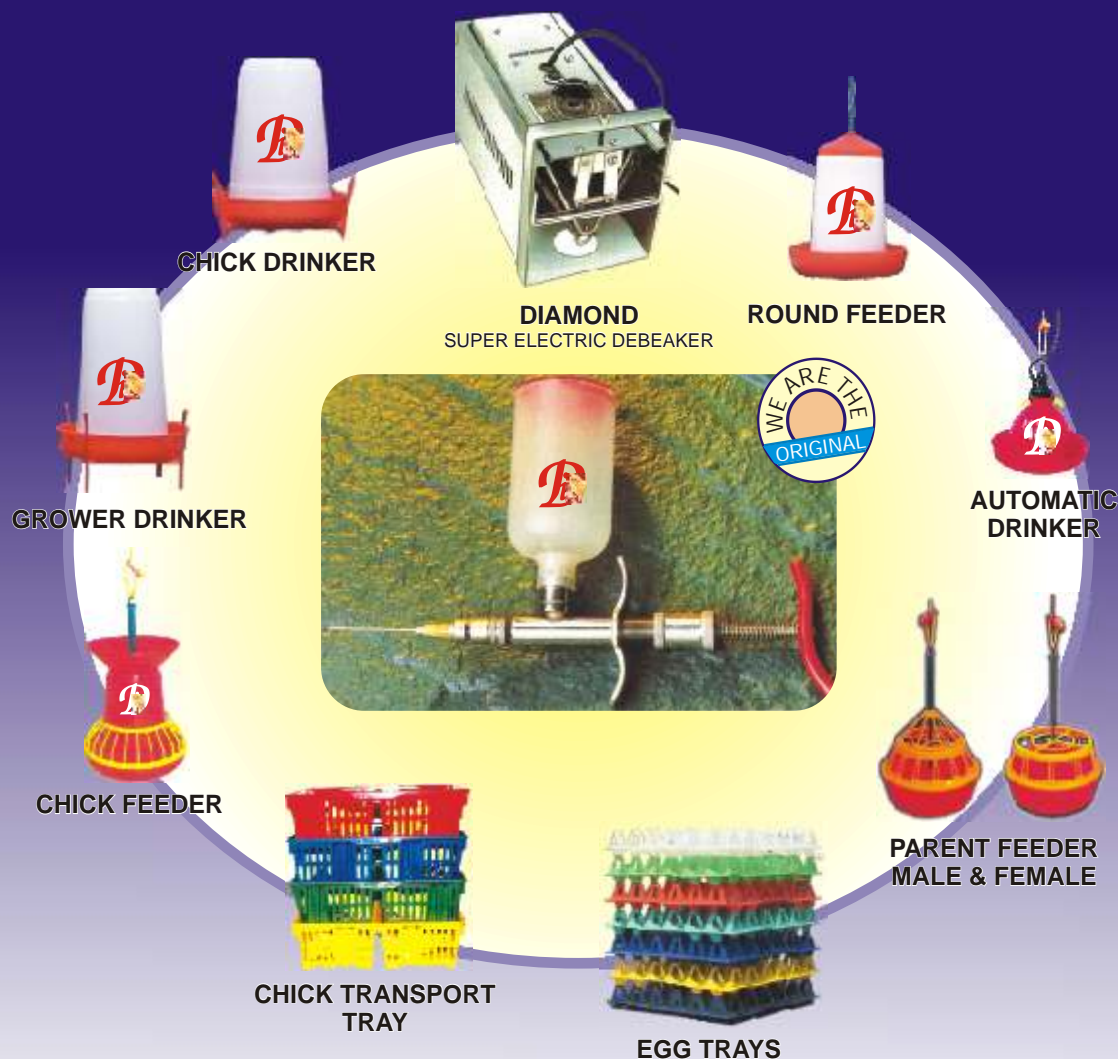 CHICK DRINKER
DIAMOND
SUPER ELECTRIC DEBEAKER
ROUND FEEDER
WE ARE THE
ORIGINAL
GROWER DRINKER
AUTOMATIC
DRINKER
CHICK FEEDER
PARENT FEEDER
MALE & FEMALE
CHICK TRANSPORT
TRAY
EGG TRAYS